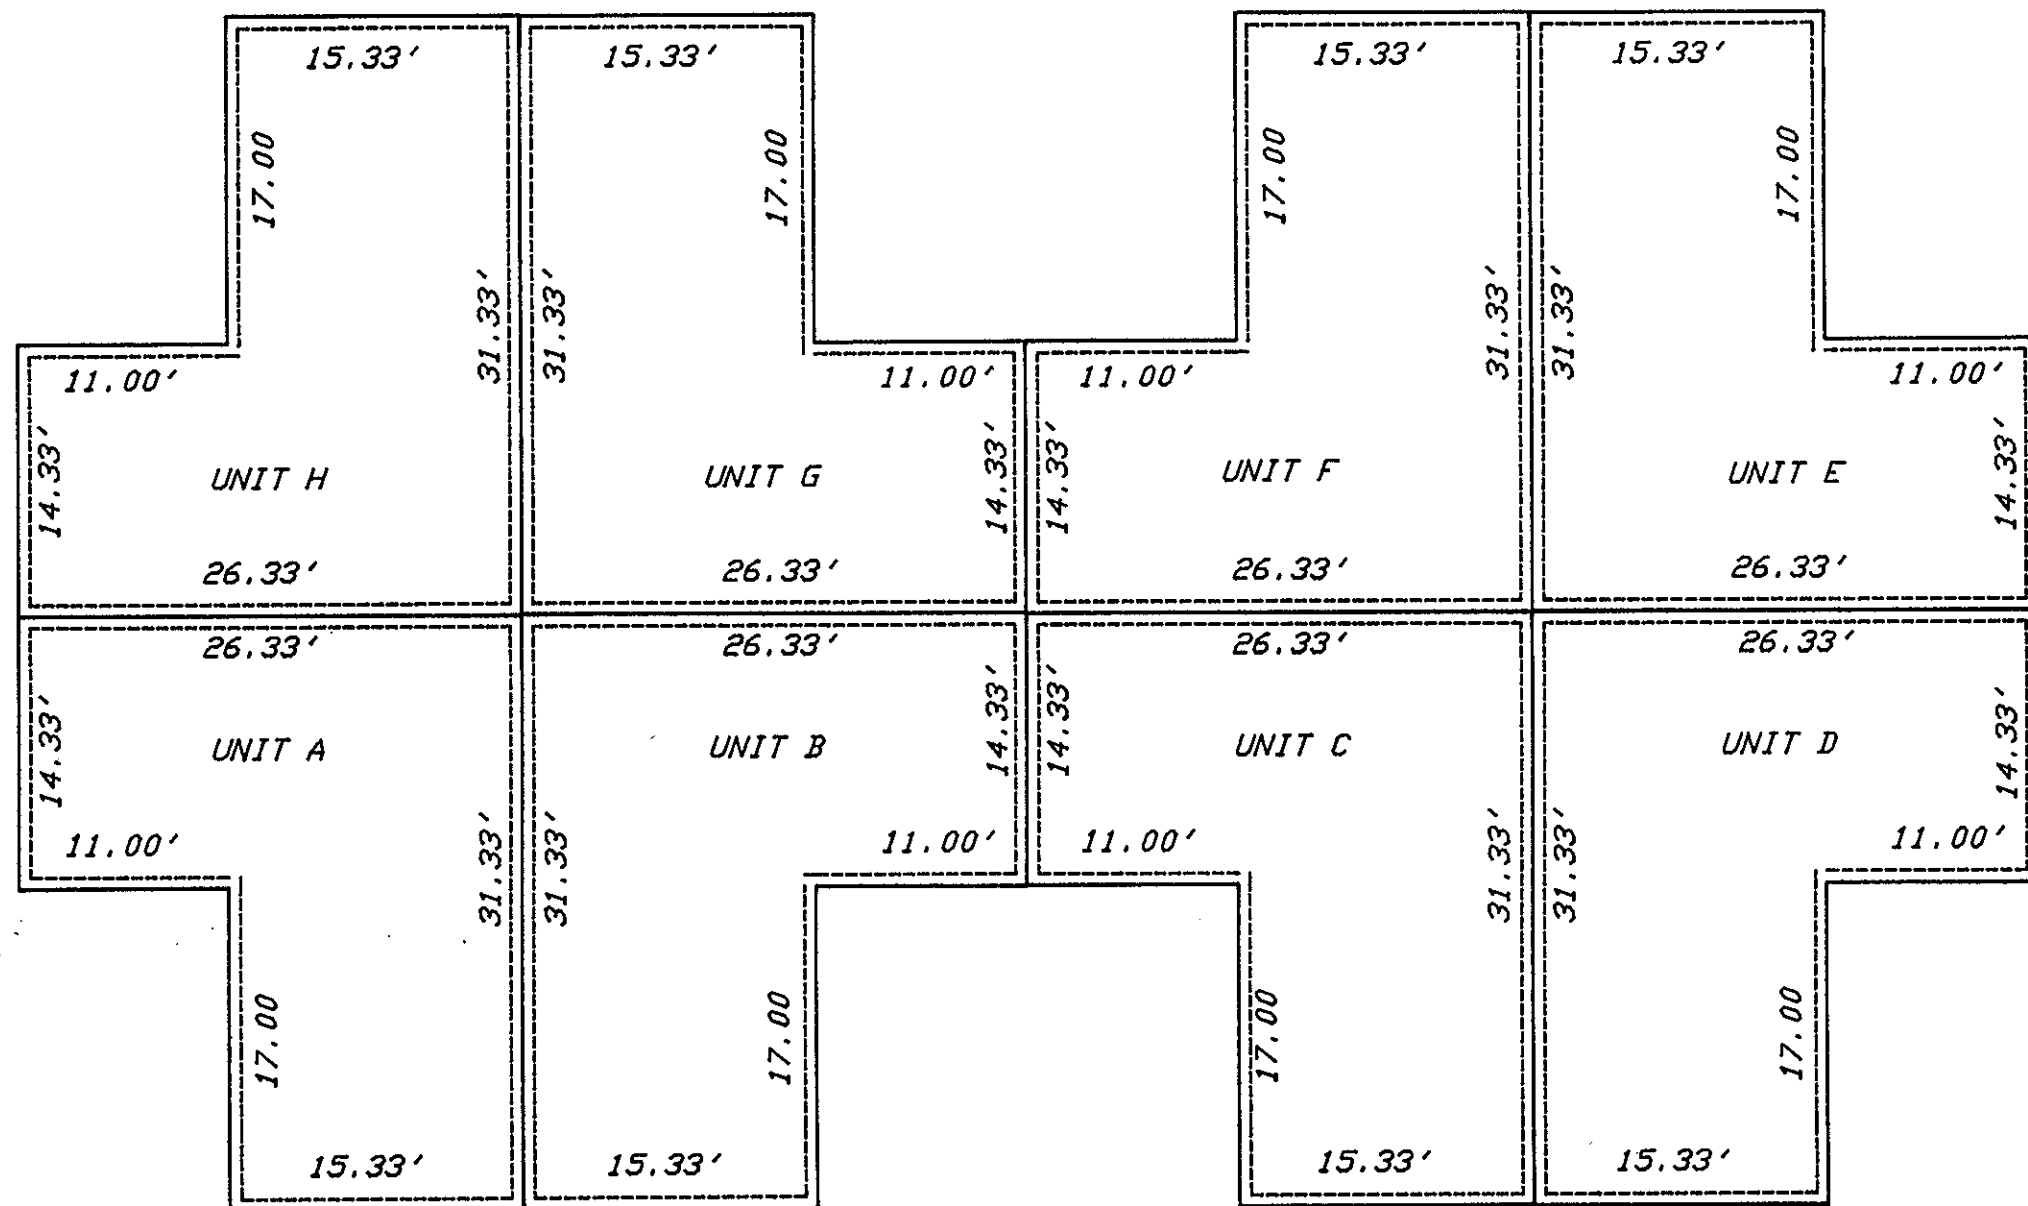 15.33' 15.33' 15.33' 15.33'
17.00 17.00 17.00 17.00
31.33' 31.33' 31.33' 31.33'
11.00' 11.00' 11.00' 11.00'
14.33' 14.33' 14.33' 14.33'
UNIT H UNIT G UNIT F UNIT E
26.33' 26.33' 26.33' 26.33'
26.33' 26.33' 26.33' 26.33'
14.33' 14.33' 14.33' 14.33'
UNIT A UNIT B UNIT C UNIT D
11.00' 11.00' 11.00' 11.00'
31.33' 31.33' 31.33' 31.33'
17.00 17.00 17.00 17.00
15.33' 15.33' 15.33' 15.33'